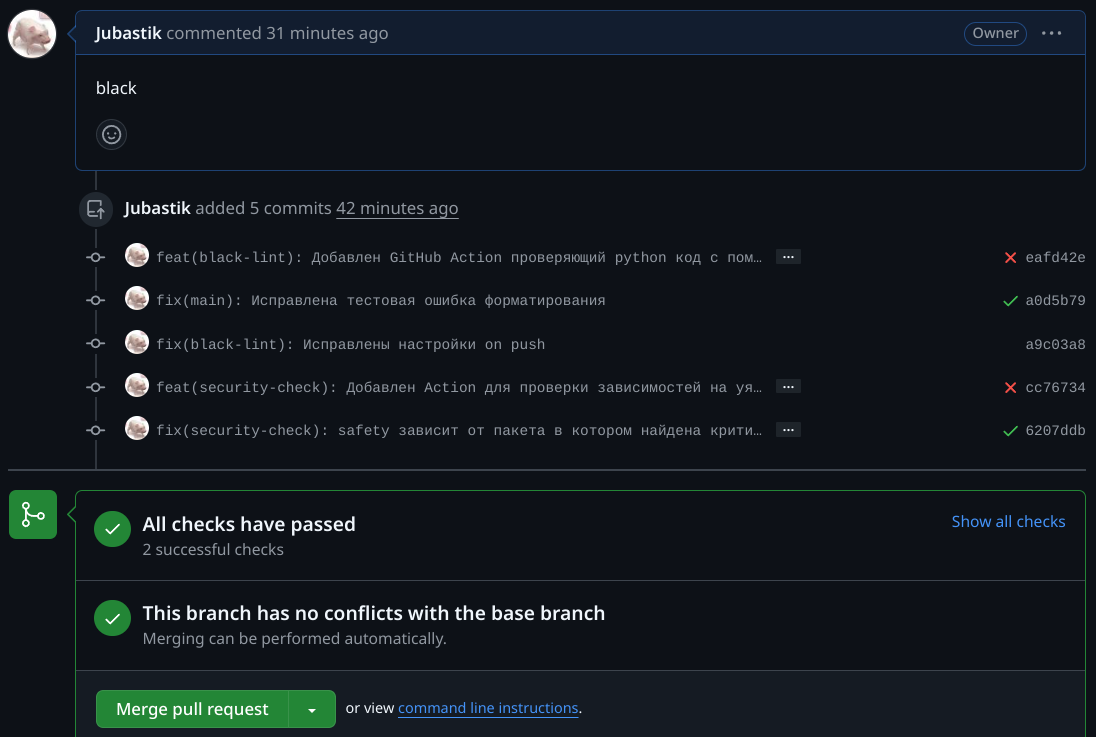 Jubastik commented 31 minutes ago
Owner
black
Jubastik added 5 commits 42 minutes ago
feat(black-lint): Добавлен GitHub Action проверяющий python код с пом…
eafd42e
fix(main): Исправлена тестовая ошибка форматирования
a0d5b79
fix(black-lint): Исправлены настройки on push
a9c03a8
feat(security-check): Добавлен Action для проверки зависимостей на уя…
cc76734
fix(security-check): safety зависит от пакета в котором найдена крити…
6207ddb
All checks have passed
Show all checks
2 successful checks
This branch has no conflicts with the base branch
Merging can be performed automatically.
Merge pull request
or view command line instructions.